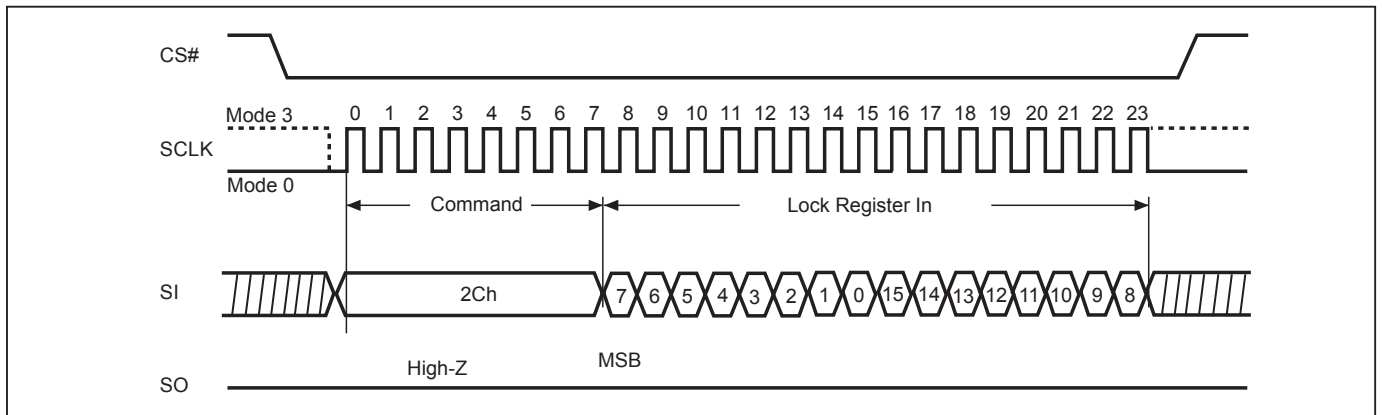 CS#
Mode 3
0 1 2 3 4 5 6 7 8 9 10 11 12 13 14 15 16 17 18 19 20 21 22 23
SCLK
Mode 0
Command
Lock Register In
SI
2Ch
7 6 5 4 3 2 1 0 15 14 13 12 11 10 9 8
High-Z
MSB
SO